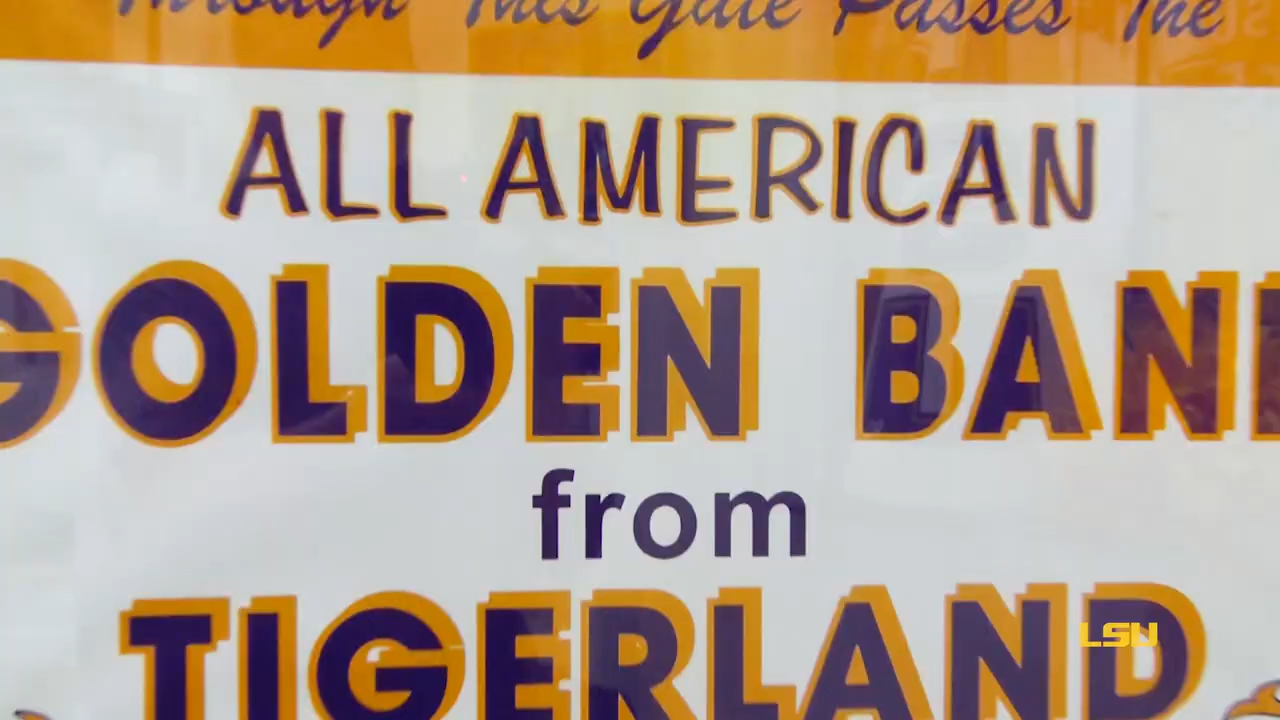 Through This Gate Passes The
ALL AMERICAN
GOLDEN BAND
from
TIGERLAND
LSU